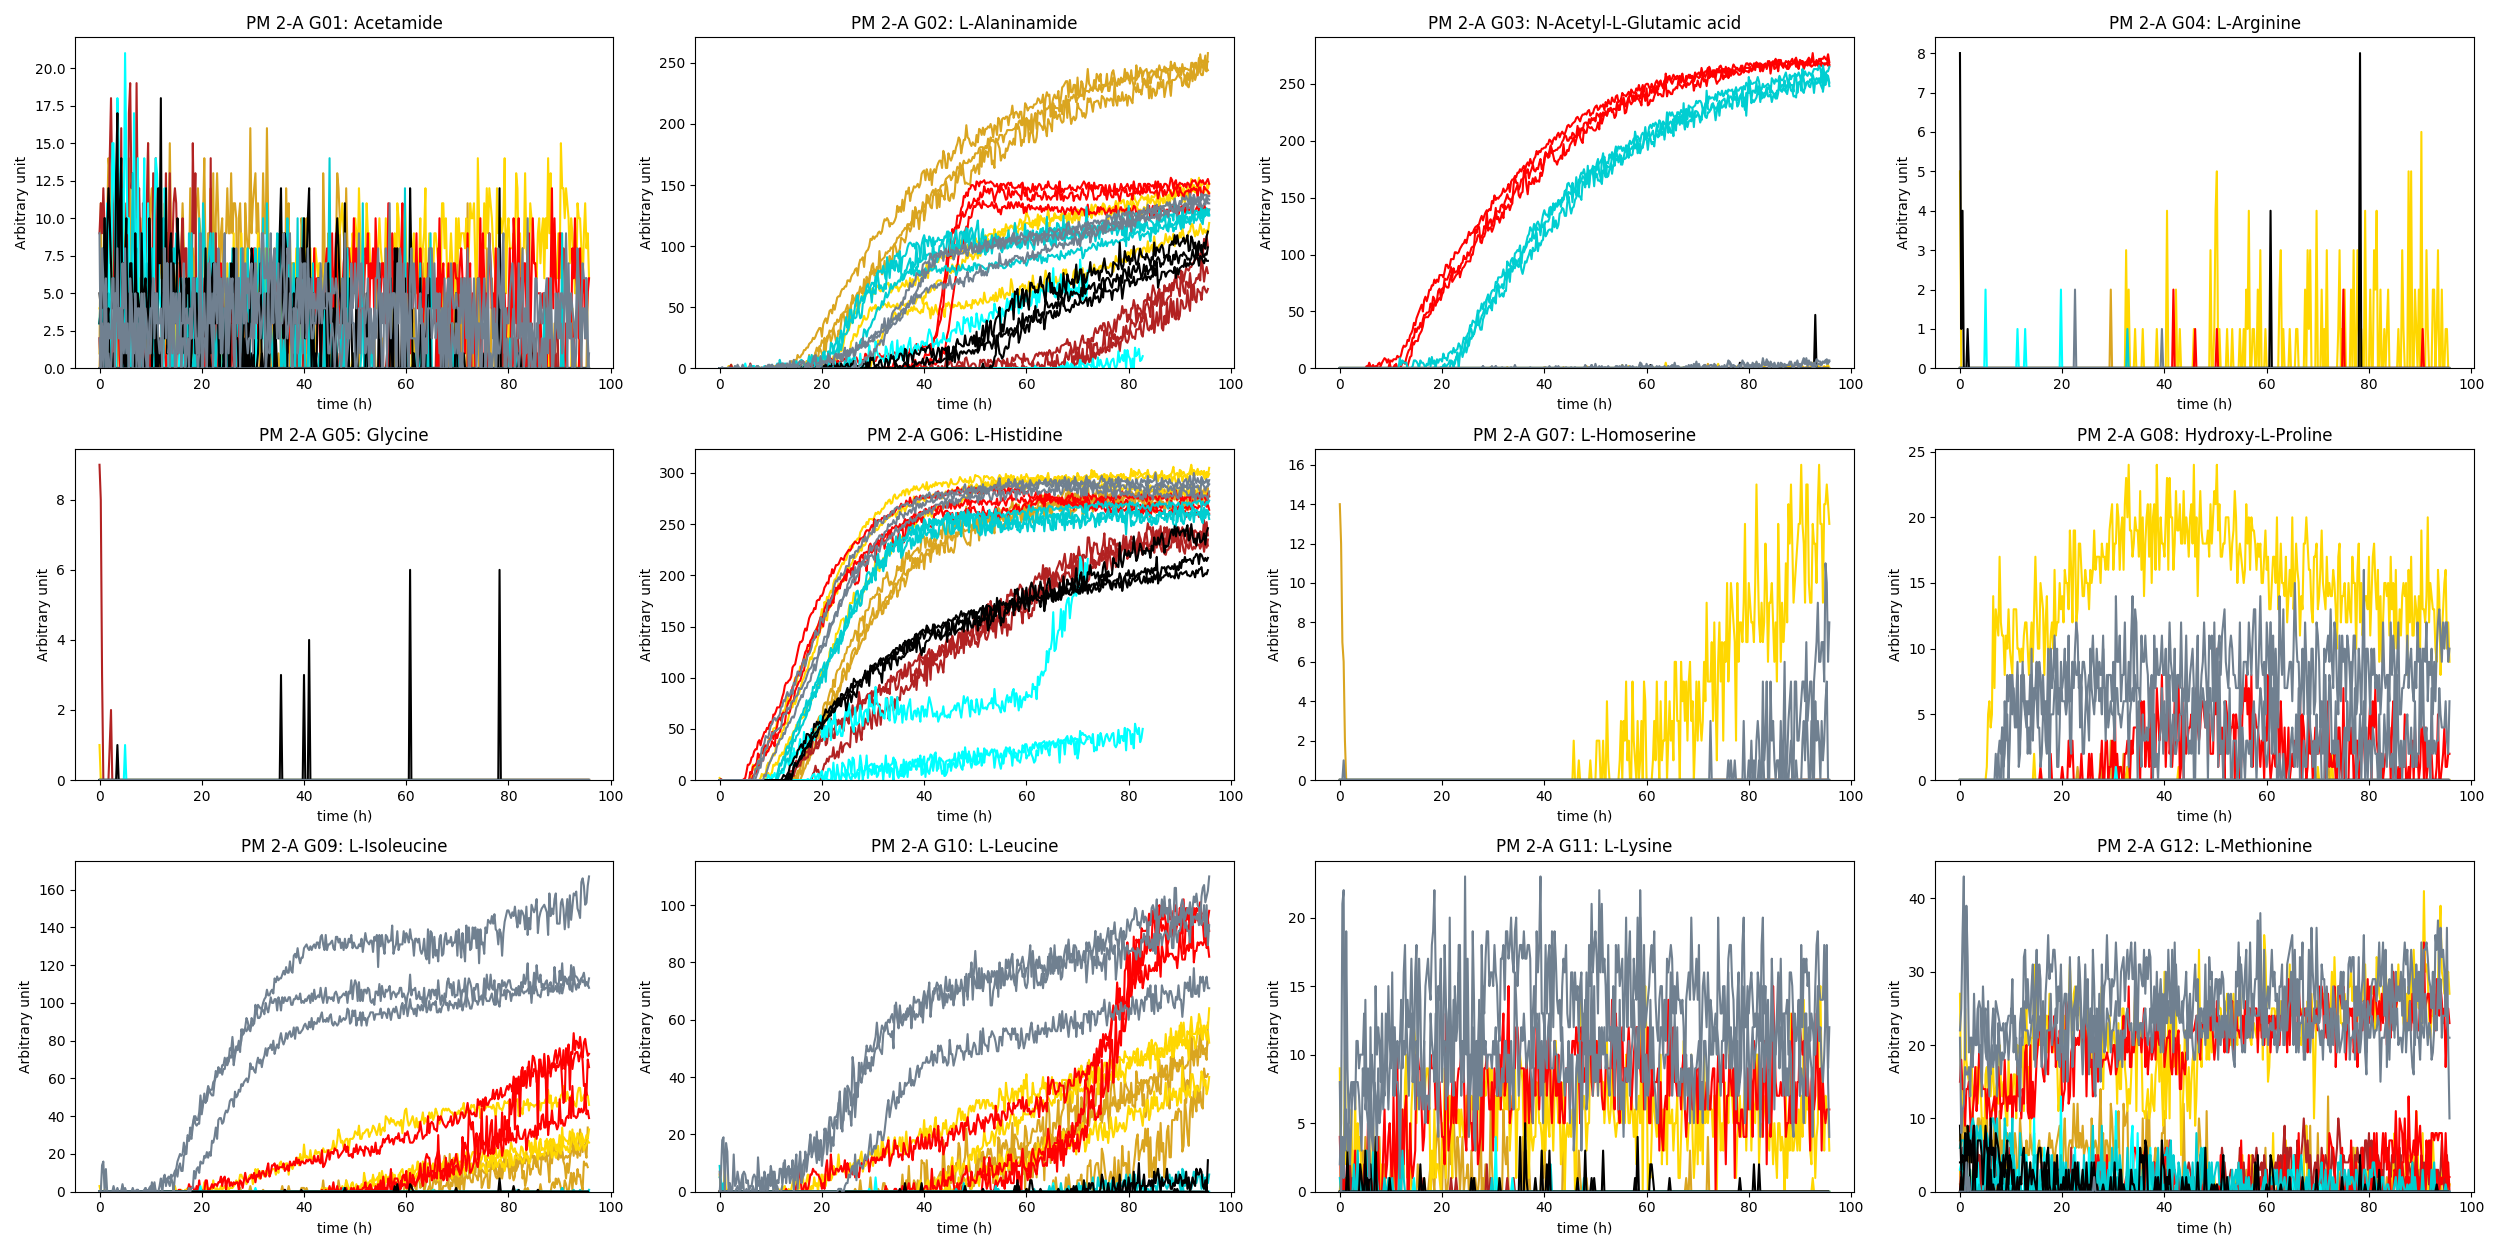 PM 2-A G01: Acetamide
Arbitrary unit
20.0
17.5
15.0
12.5
10.0
7.5
5.0
2.5
0.0
0 20 40 60 80 100
time (h)
PM 2-A G02: L-Alaninamide
Arbitrary unit
250
200
150
100
50
0
0 20 40 60 80 100
time (h)
PM 2-A G03: N-Acetyl-L-Glutamic acid
Arbitrary unit
250
200
150
100
50
0
0 20 40 60 80 100
time (h)
PM 2-A G04: L-Arginine
Arbitrary unit
8
7
6
5
4
3
2
1
0
0 20 40 60 80 100
time (h)
PM 2-A G05: Glycine
Arbitrary unit
8
6
4
2
0
0 20 40 60 80 100
time (h)
PM 2-A G06: L-Histidine
Arbitrary unit
300
250
200
150
100
50
0
0 20 40 60 80 100
time (h)
PM 2-A G07: L-Homoserine
Arbitrary unit
16
14
12
10
8
6
4
2
0
0 20 40 60 80 100
time (h)
PM 2-A G08: Hydroxy-L-Proline
Arbitrary unit
25
20
15
10
5
0
0 20 40 60 80 100
time (h)
PM 2-A G09: L-Isoleucine
Arbitrary unit
160
140
120
100
80
60
40
20
0
0 20 40 60 80 100
time (h)
PM 2-A G10: L-Leucine
Arbitrary unit
100
80
60
40
20
0
0 20 40 60 80 100
time (h)
PM 2-A G11: L-Lysine
Arbitrary unit
20
15
10
5
0
0 20 40 60 80 100
time (h)
PM 2-A G12: L-Methionine
Arbitrary unit
40
30
20
10
0
0 20 40 60 80 100
time (h)